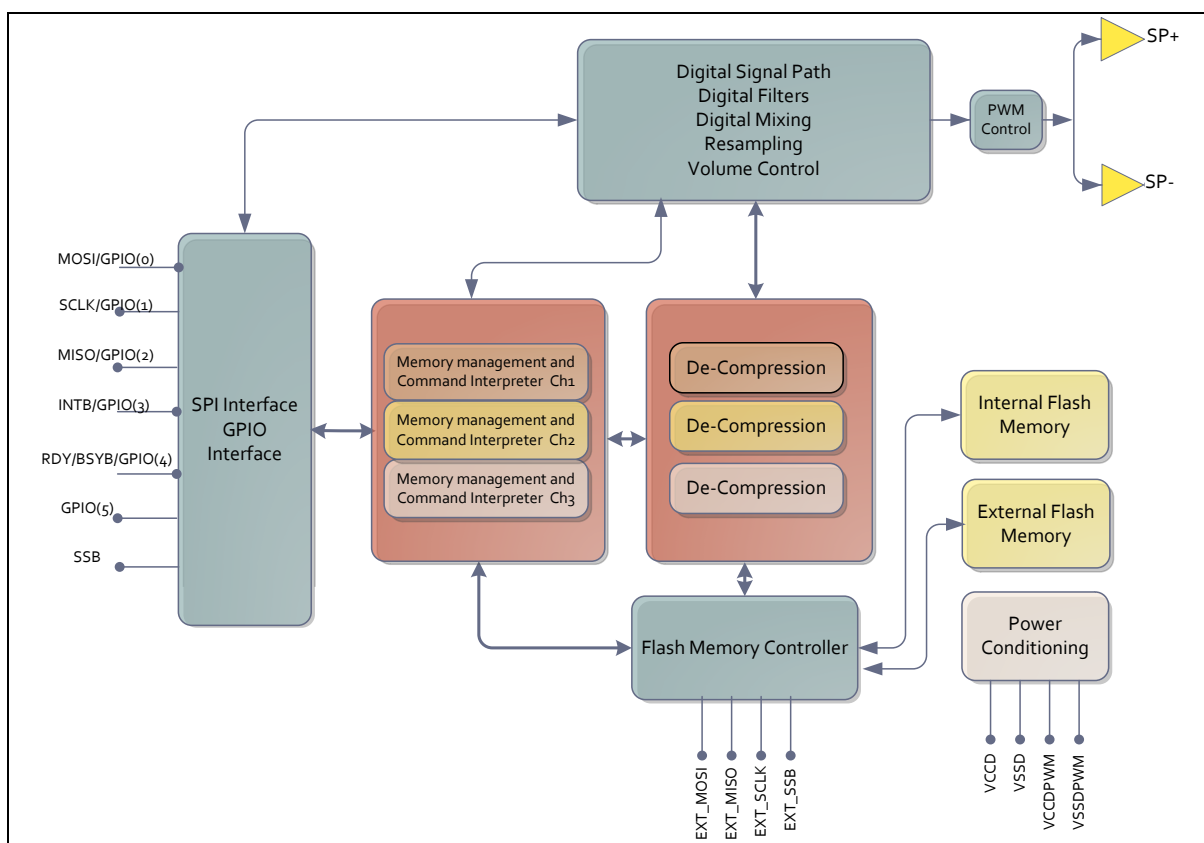 Digital Signal Path
Digital Filters
Digital Mixing
Resampling
Volume Control
PWM
Control
SP+
SP-
MOSI/GPIO(0)
SCLK/GPIO(1)
MISO/GPIO(2)
INTB/GPIO(3)
RDY/BSYB/GPIO(4)
GPIO(5)
SSB
SPI Interface
GPIO
Interface
Memory management and
Command Interpreter Ch1
Memory management and
Command Interpreter Ch2
Memory management and
Command Interpreter Ch3
De-Compression
De-Compression
De-Compression
Internal Flash
Memory
External Flash
Memory
Power
Conditioning
Flash Memory Controller
EXT_MOSI
EXT_MISO
EXT_SCLK
EXT_SSB
VCCD
VSSD
VCCDPWM
VSSDPWM